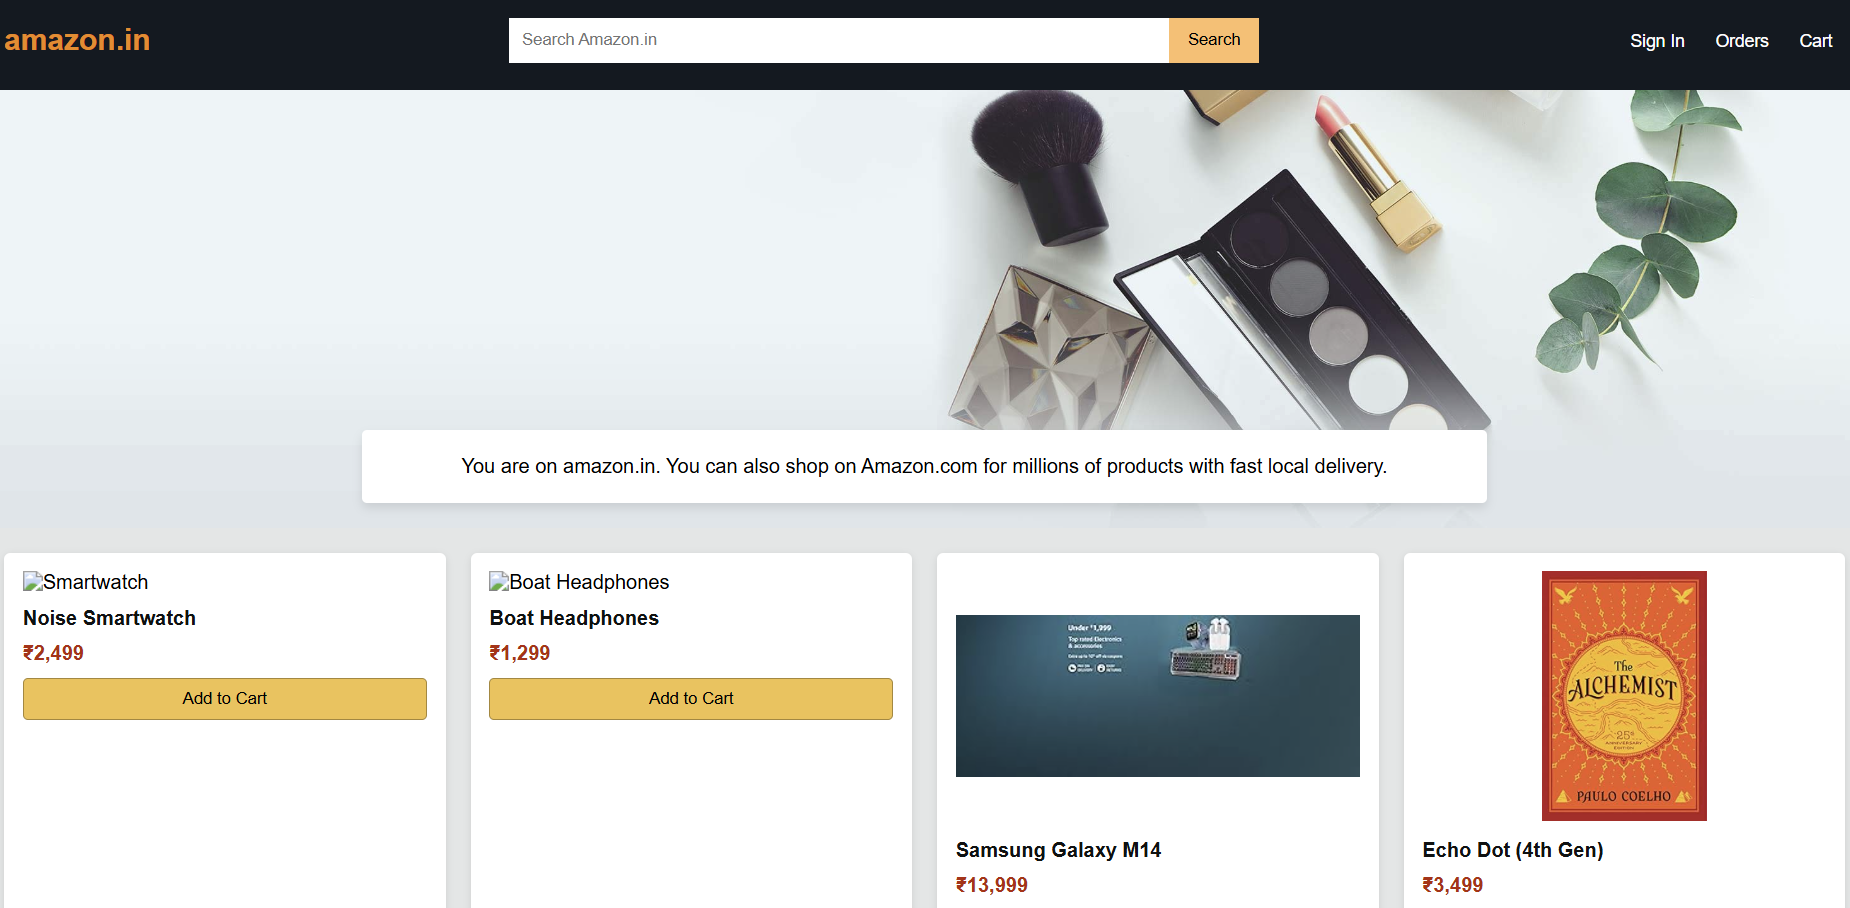 amazon.in
Search Amazon.in
Search
Sign In
Orders
Cart
You are on amazon.in. You can also shop on Amazon.com for millions of products with fast local delivery.
Smartwatch
Noise Smartwatch
₹2,499
Add to Cart
Boat Headphones
Boat Headphones
₹1,299
Add to Cart
Under ₹1,999
Top rated Electronics
& accessories
Samsung Galaxy M14
₹13,999
The
ALCHEMIST
25th
ANNIVERSARY
EDITION
PAULO COELHO
Echo Dot (4th Gen)
₹3,499